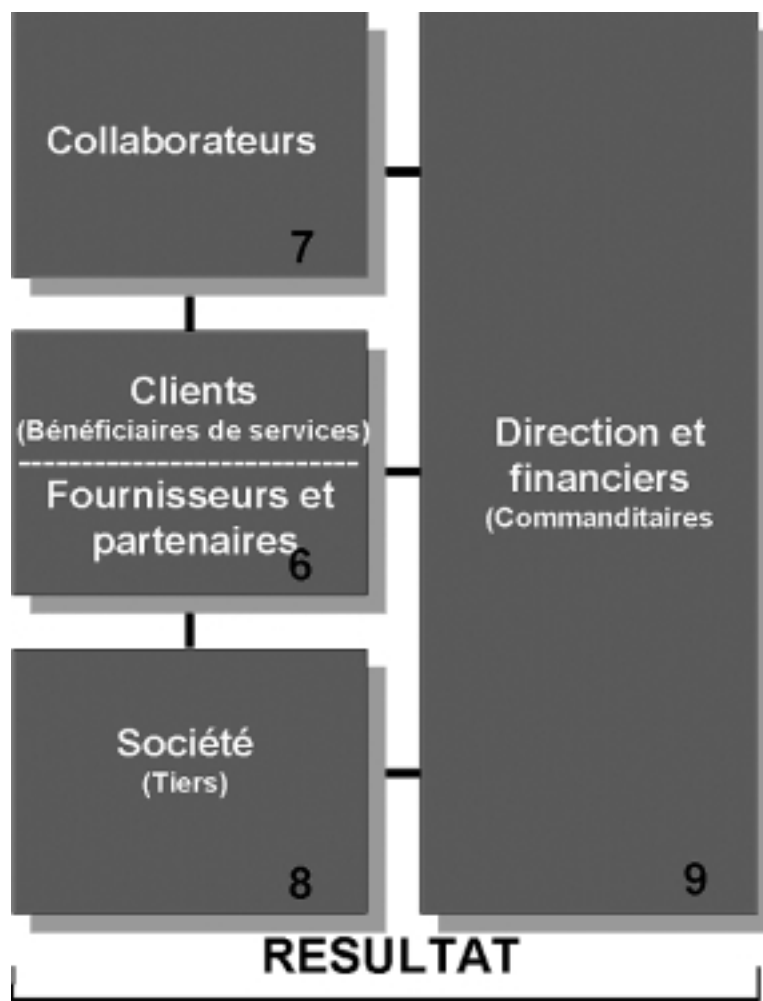 Collaborateurs
7
Clients
(Bénéficiaires de services)
Fournisseurs et
partenaires
6
Société
(Tiers)
8
Direction et
financiers
(Commanditaires
9
RESULTAT